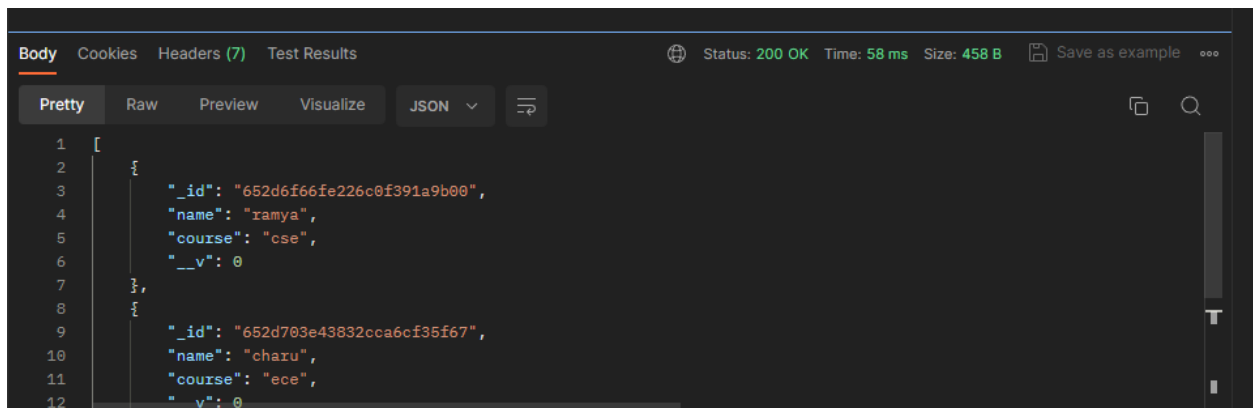 Body Cookies Headers (7) Test Results Status: 200 OK Time: 58 ms Size: 458 B Save as example
Pretty Raw Preview Visualize JSON
1 [
2 {
3 "_id": "652d6f66fe226c0f391a9b00",
4 "name": "ramya",
5 "course": "cse",
6 "__v": 0
7 },
8 {
9 "_id": "652d703e43832cca6cf35f67",
10 "name": "charu",
11 "course": "ece",
12 "__v": 0